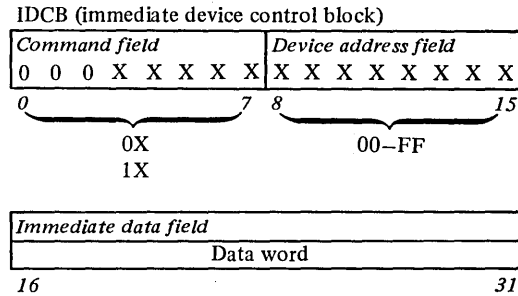 IDCB (immediate device control block)
Command field Device address field
0 0 0 X X X X X X X X X X X X X
0 7 8 15
0X 00–FF
1X
Immediate data field
Data word
16 31